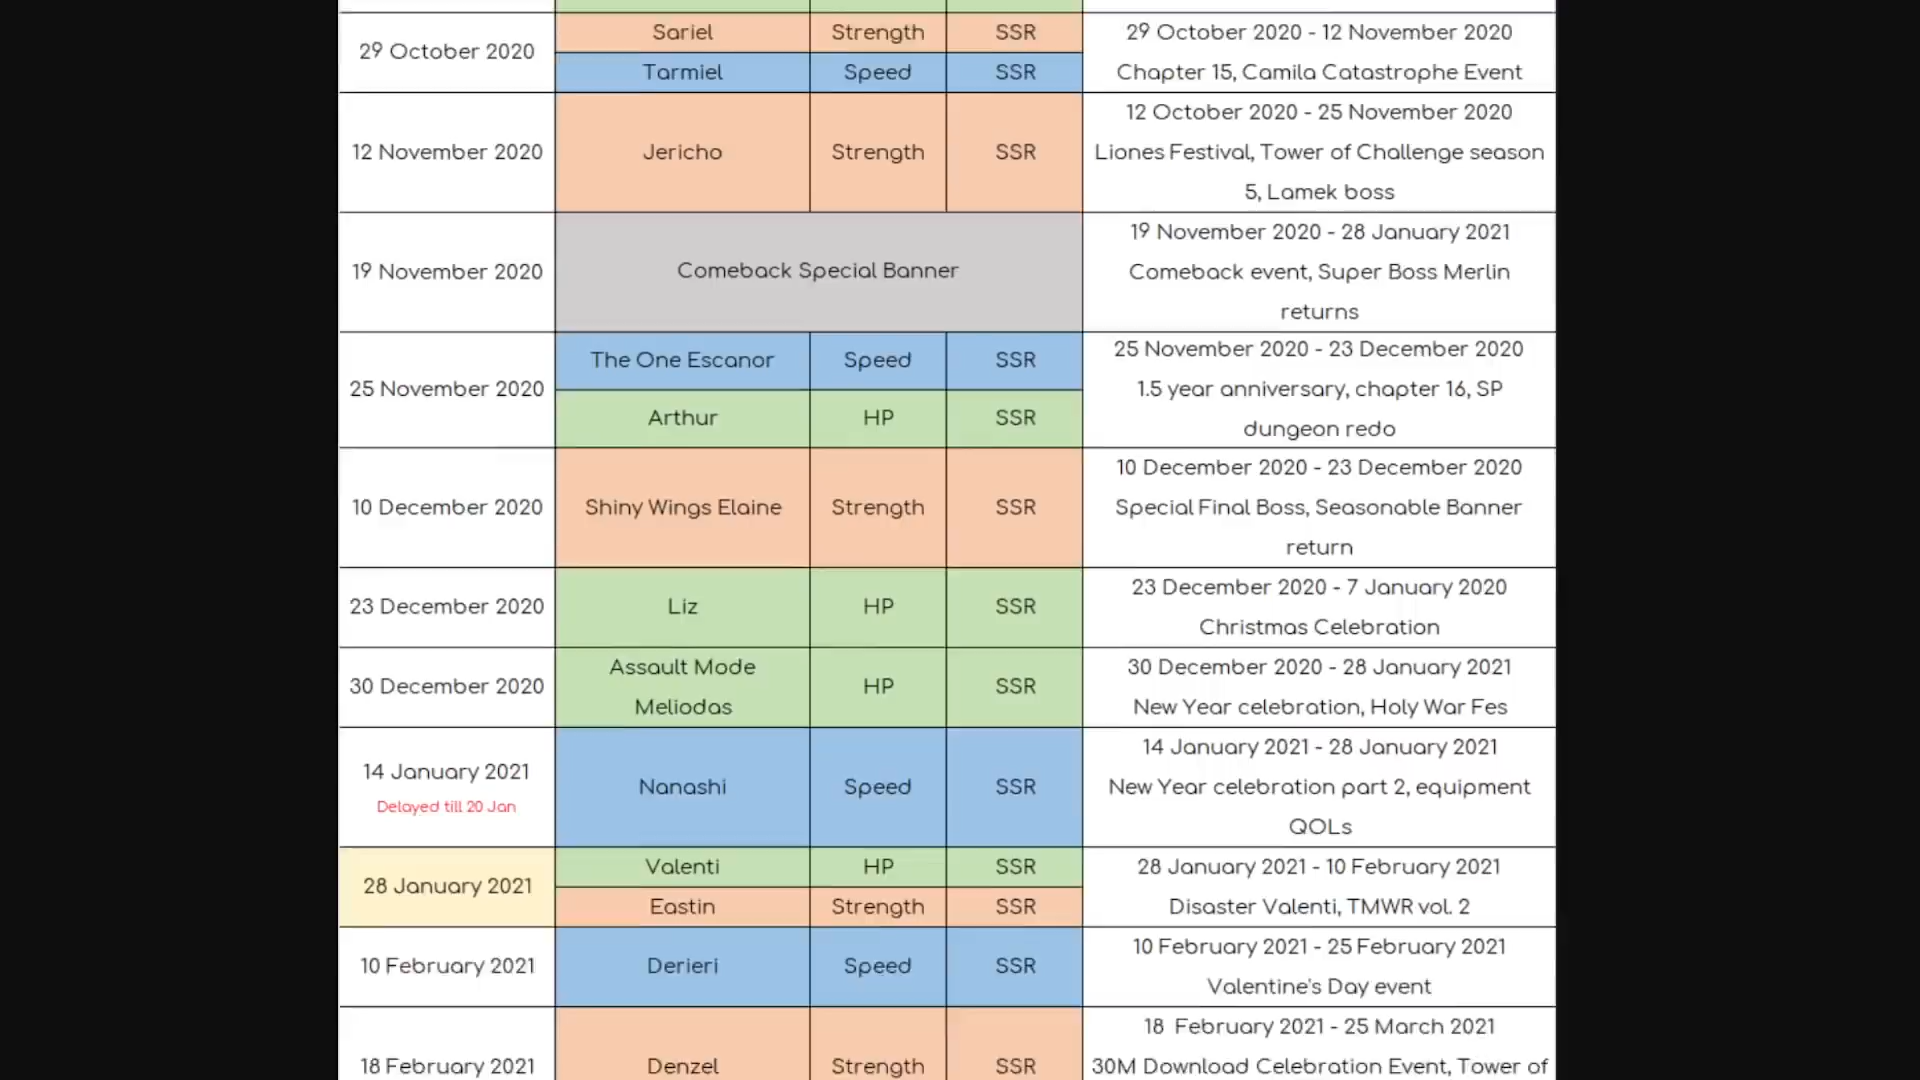 29 October 2020
Sariel Strength SSR
Tarmiel Speed SSR
29 October 2020 - 12 November 2020
Chapter 15, Camila Catastrophe Event
12 November 2020
Jericho Strength SSR
12 October 2020 - 25 November 2020
Liones Festival, Tower of Challenge season
5, Lamek boss
19 November 2020
Comeback Special Banner
19 November 2020 - 28 January 2021
Comeback event, Super Boss Merlin
returns
25 November 2020
The One Escanor Speed SSR
Arthur HP SSR
25 November 2020 - 23 December 2020
1.5 year anniversary, chapter 16, SP
dungeon redo
10 December 2020
Shiny Wings Elaine Strength SSR
10 December 2020 - 23 December 2020
Special Final Boss, Seasonable Banner
return
23 December 2020
Liz HP SSR
23 December 2020 - 7 January 2020
Christmas Celebration
30 December 2020
Assault Mode
Meliodas
HP SSR
30 December 2020 - 28 January 2021
New Year celebration, Holy War Fes
14 January 2021
Delayed till 20 Jan
Nanashi Speed SSR
14 January 2021 - 28 January 2021
New Year celebration part 2, equipment
QOLs
28 January 2021
Valenti HP SSR
Eastin Strength SSR
28 January 2021 - 10 February 2021
Disaster Valenti, TMWR vol. 2
10 February 2021
Derieri Speed SSR
10 February 2021 - 25 February 2021
Valentine's Day event
18 February 2021
Denzel Strength SSR
18 February 2021 - 25 March 2021
30M Download Celebration Event, Tower of